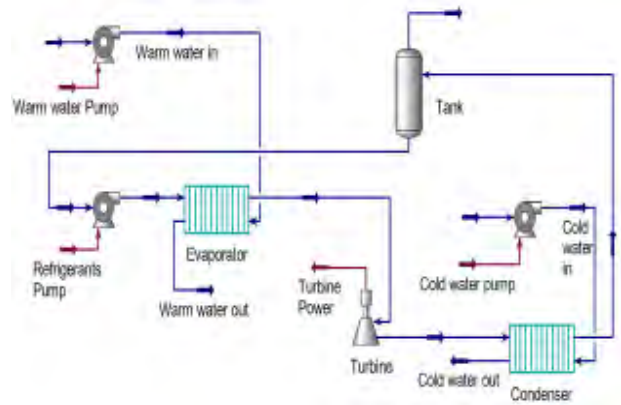 Warm water in
Warm water Pump
Tank
Refrigerants
Pump
Evaporator
Warm water out
Turbine
Power
Turbine
Cold water pump
Cold
water
in
Cold water out
Condenser